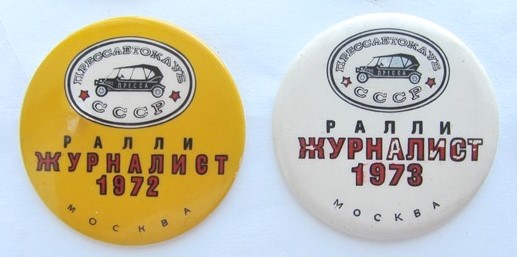 ПРЕССАВТОКЛУБ
ПРЕССА
СССР
РАЛЛИ
ЖУРНАЛИСТ
1972
МОСКВА
ПРЕССАВТОКЛУБ
ПРЕССА
СССР
РАЛЛИ
ЖУРНАЛИСТ
1973
МОСКВА